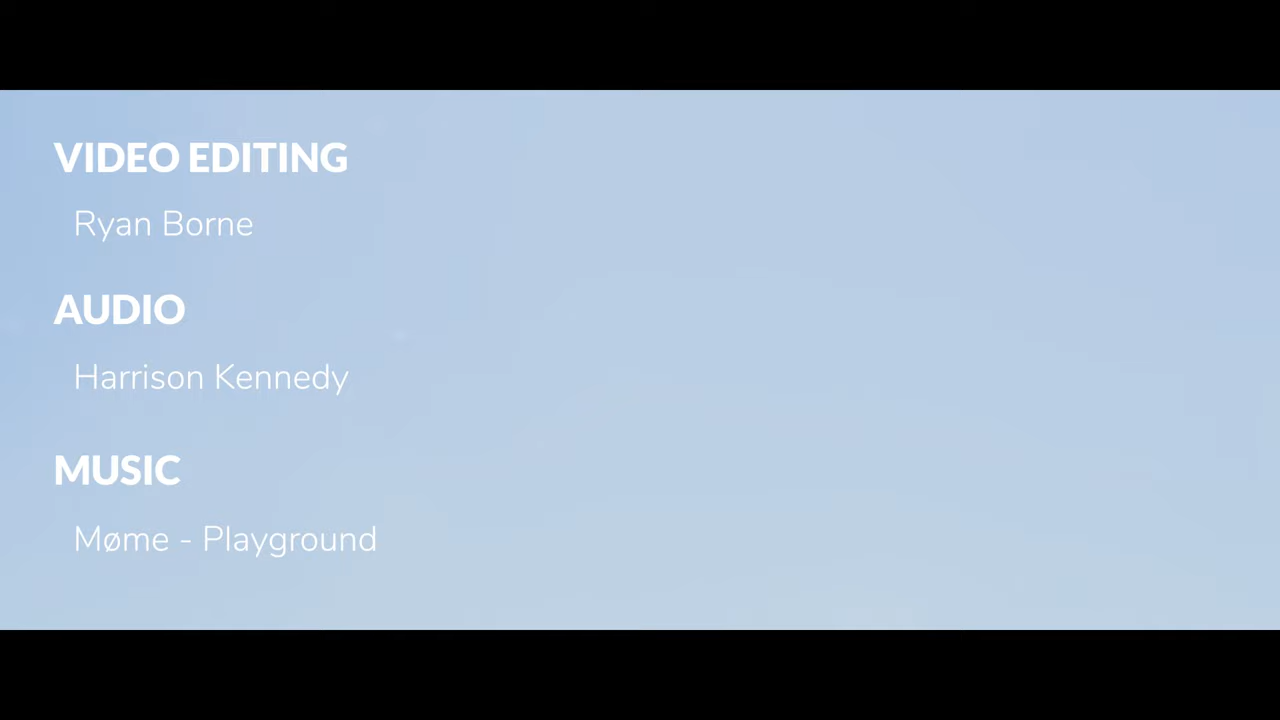 VIDEO EDITING
Ryan Borne
AUDIO
Harrison Kennedy
MUSIC
Møme - Playground